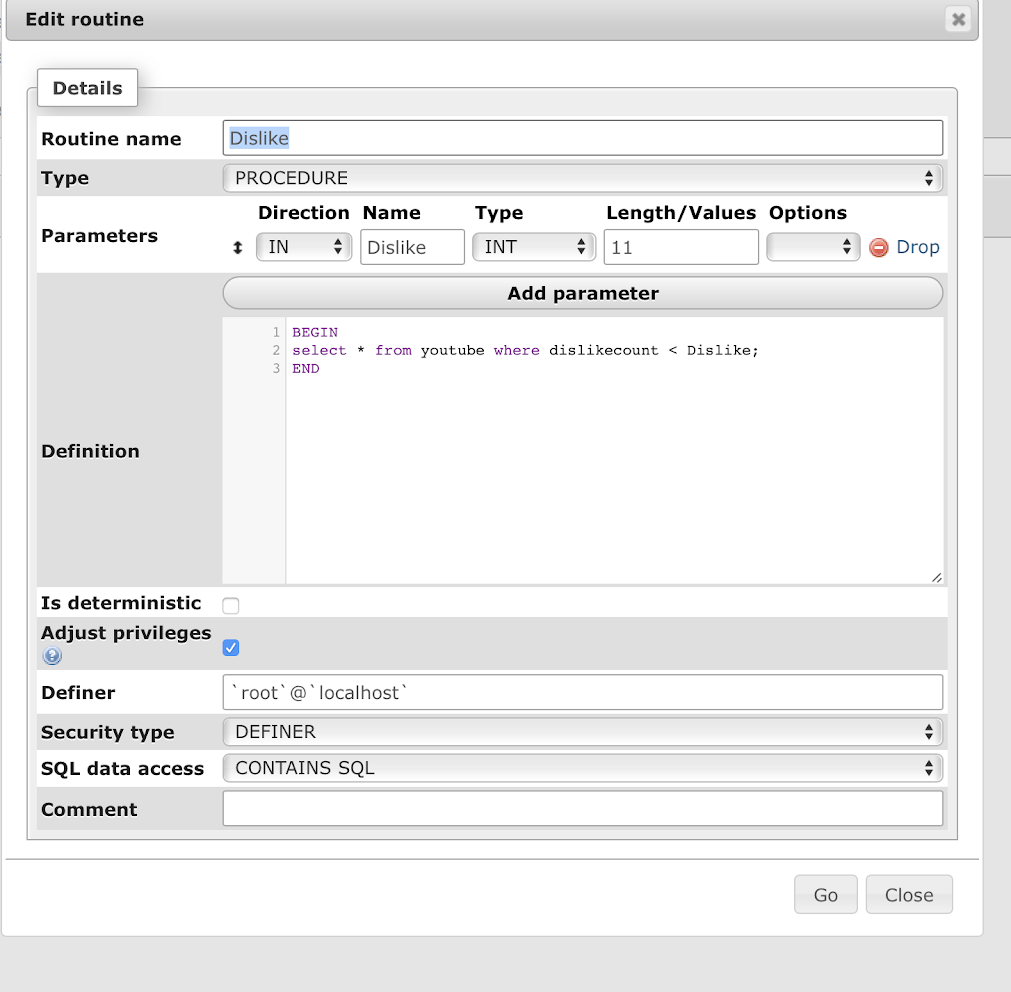 Edit routine
Details
Routine name Dislike
Type PROCEDURE
Direction Name Type Length/Values Options
Parameters IN Dislike INT 11 Drop
Add parameter
Definition
1 BEGIN
2 select * from youtube where dislikecount < Dislike;
3 END
Is deterministic
Adjust privileges
Definer `root`@`localhost`
Security type DEFINER
SQL data access CONTAINS SQL
Comment
Go Close